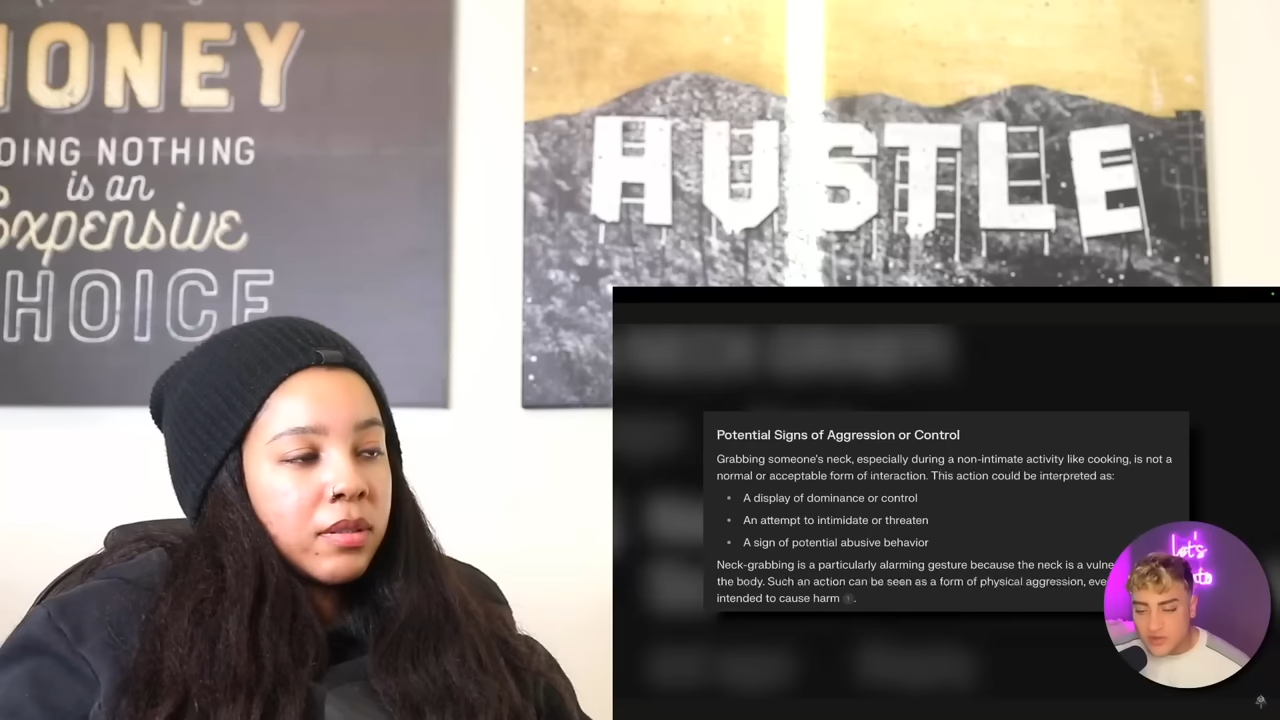 MONEY
DOING NOTHING
is an
Expensive
CHOICE
HUSTLE
Potential Signs of Aggression or Control
Grabbing someone's neck, especially during a non-intimate activity like cooking, is not a
normal or acceptable form of interaction. This action could be interpreted as:
• A display of dominance or control
• An attempt to intimidate or threaten
• A sign of potential abusive behavior
Neck-grabbing is a particularly alarming gesture because the neck is a vulne
the body. Such an action can be seen as a form of physical aggression, eve
intended to cause harm
let's